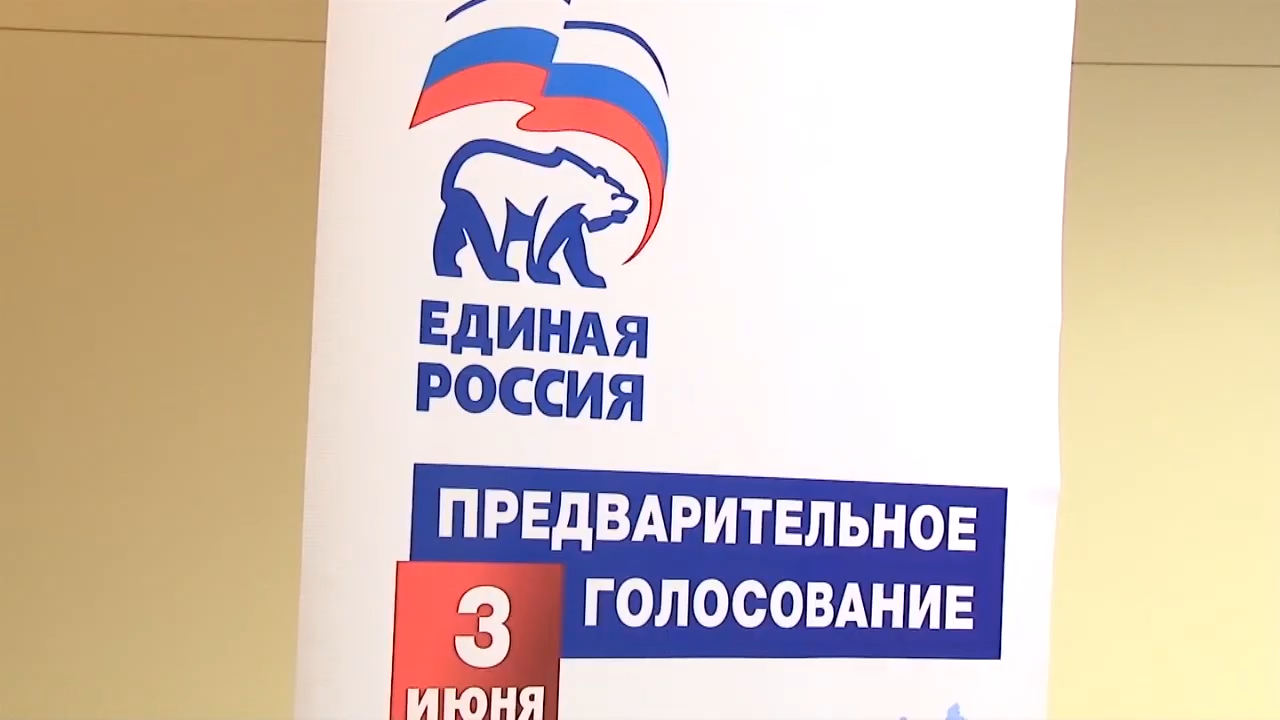 ЕДИНАЯ
РОССИЯ
ПРЕДВАРИТЕЛЬНОЕ
ГОЛОСОВАНИЕ
3
ИЮНЯ